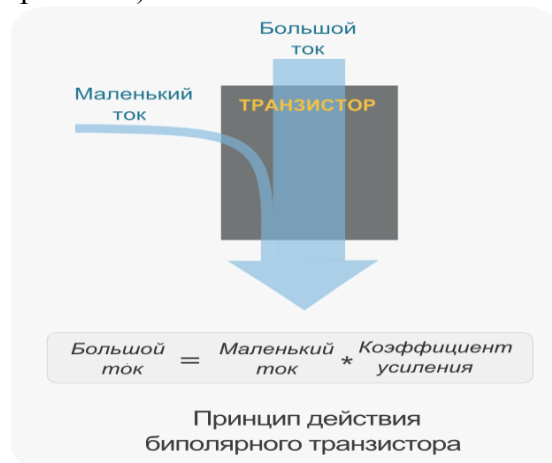 Большой
ток
Маленький
ток
ТРАНЗИСТОР
Большой = Маленький * Коэффициент
ток ток усиления
Принцип действия
биполярного транзистора